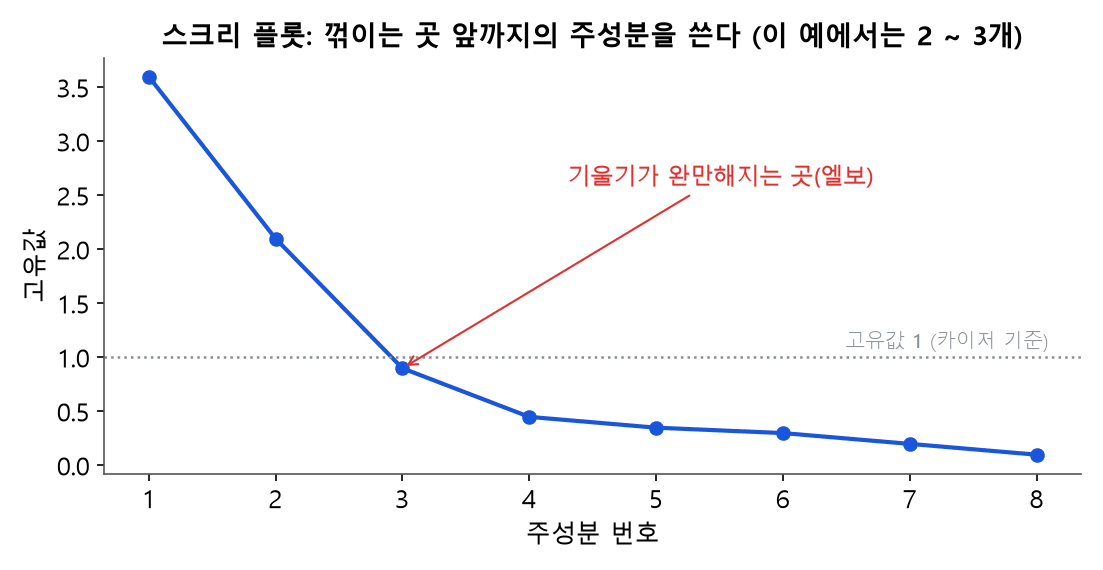 스크리 플롯: 꺾이는 곳 앞까지의 주성분을 쓴다 (이 예에서는 2 ~ 3개)
고유값
3.5
3.0
2.5
2.0
1.5
1.0
0.5
0.0
기울기가 완만해지는 곳(엘보)
고유값 1 (카이저 기준)
1 2 3 4 5 6 7 8
주성분 번호